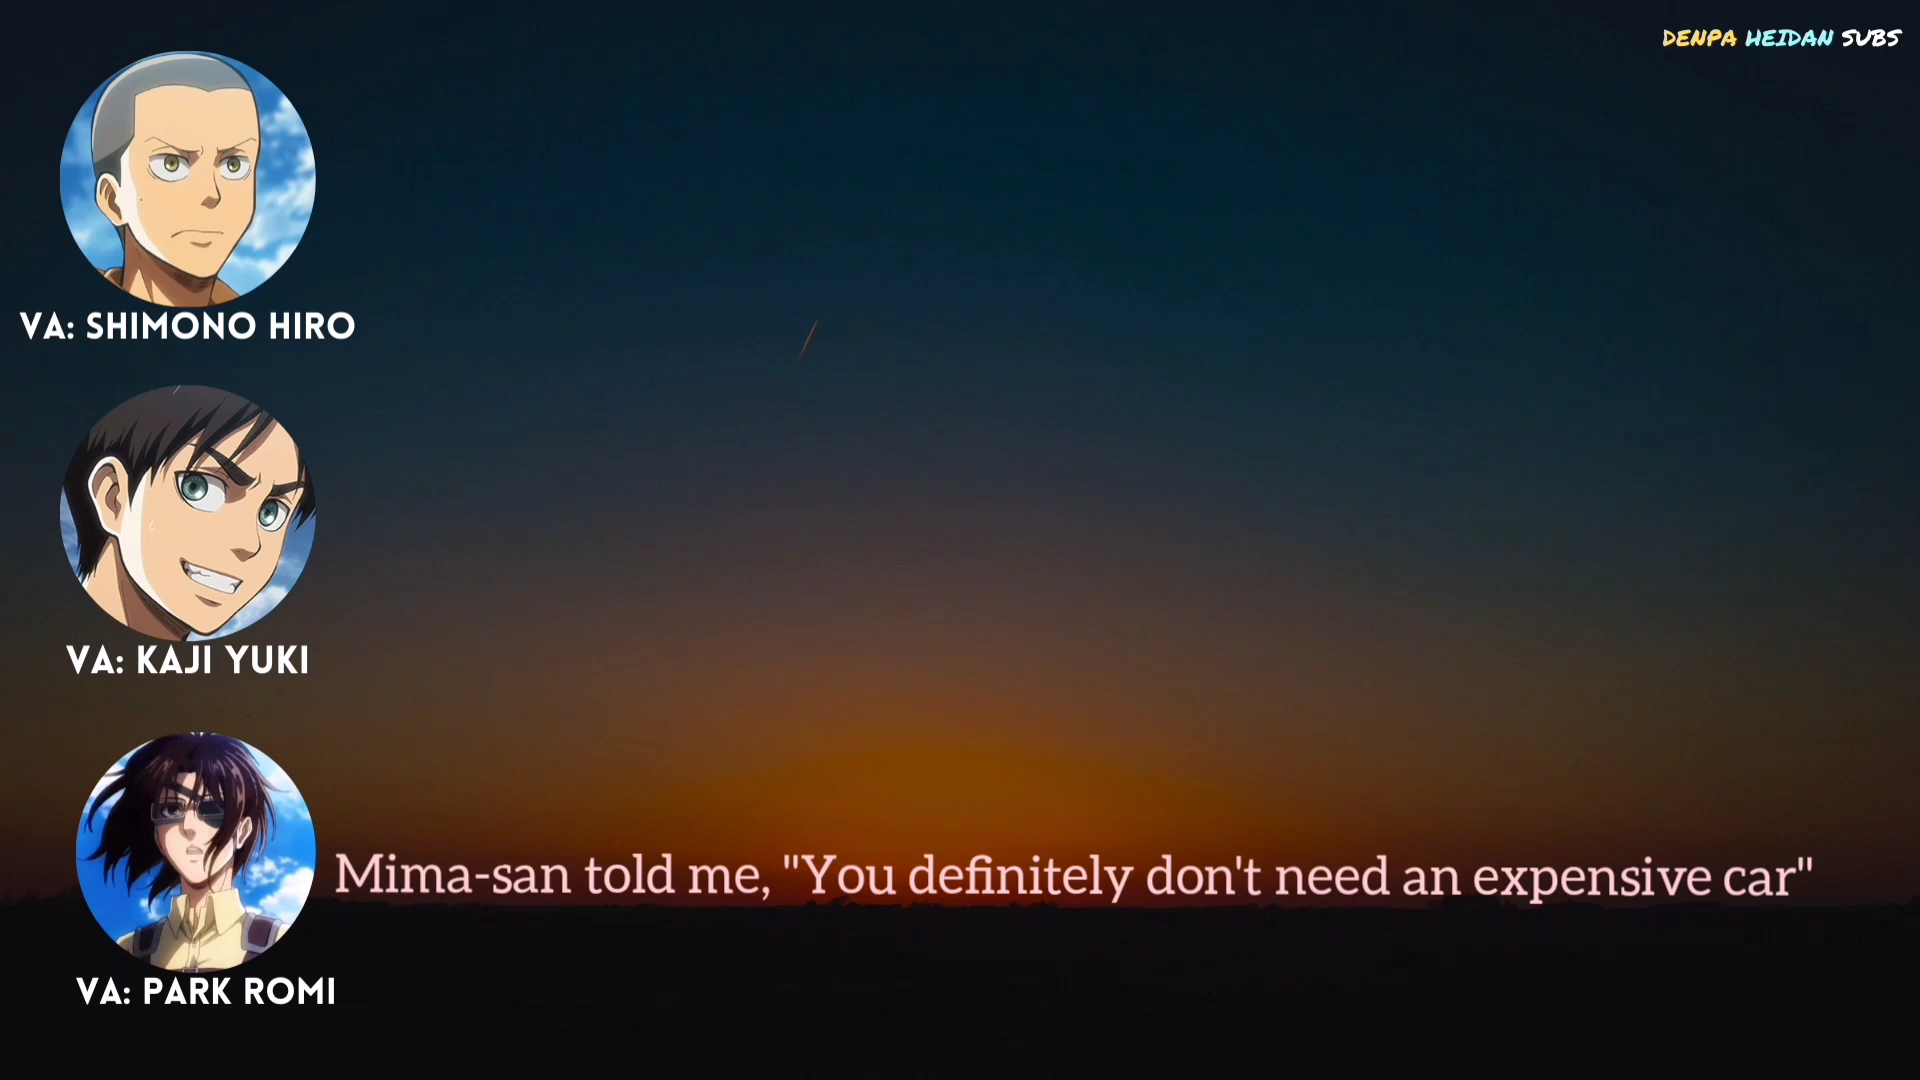 DENPA HEIDAN SUBS
VA: SHIMONO HIRO
VA: KAJI YUKI
Mima-san told me, "You definitely don't need an expensive car"
VA: PARK ROMI